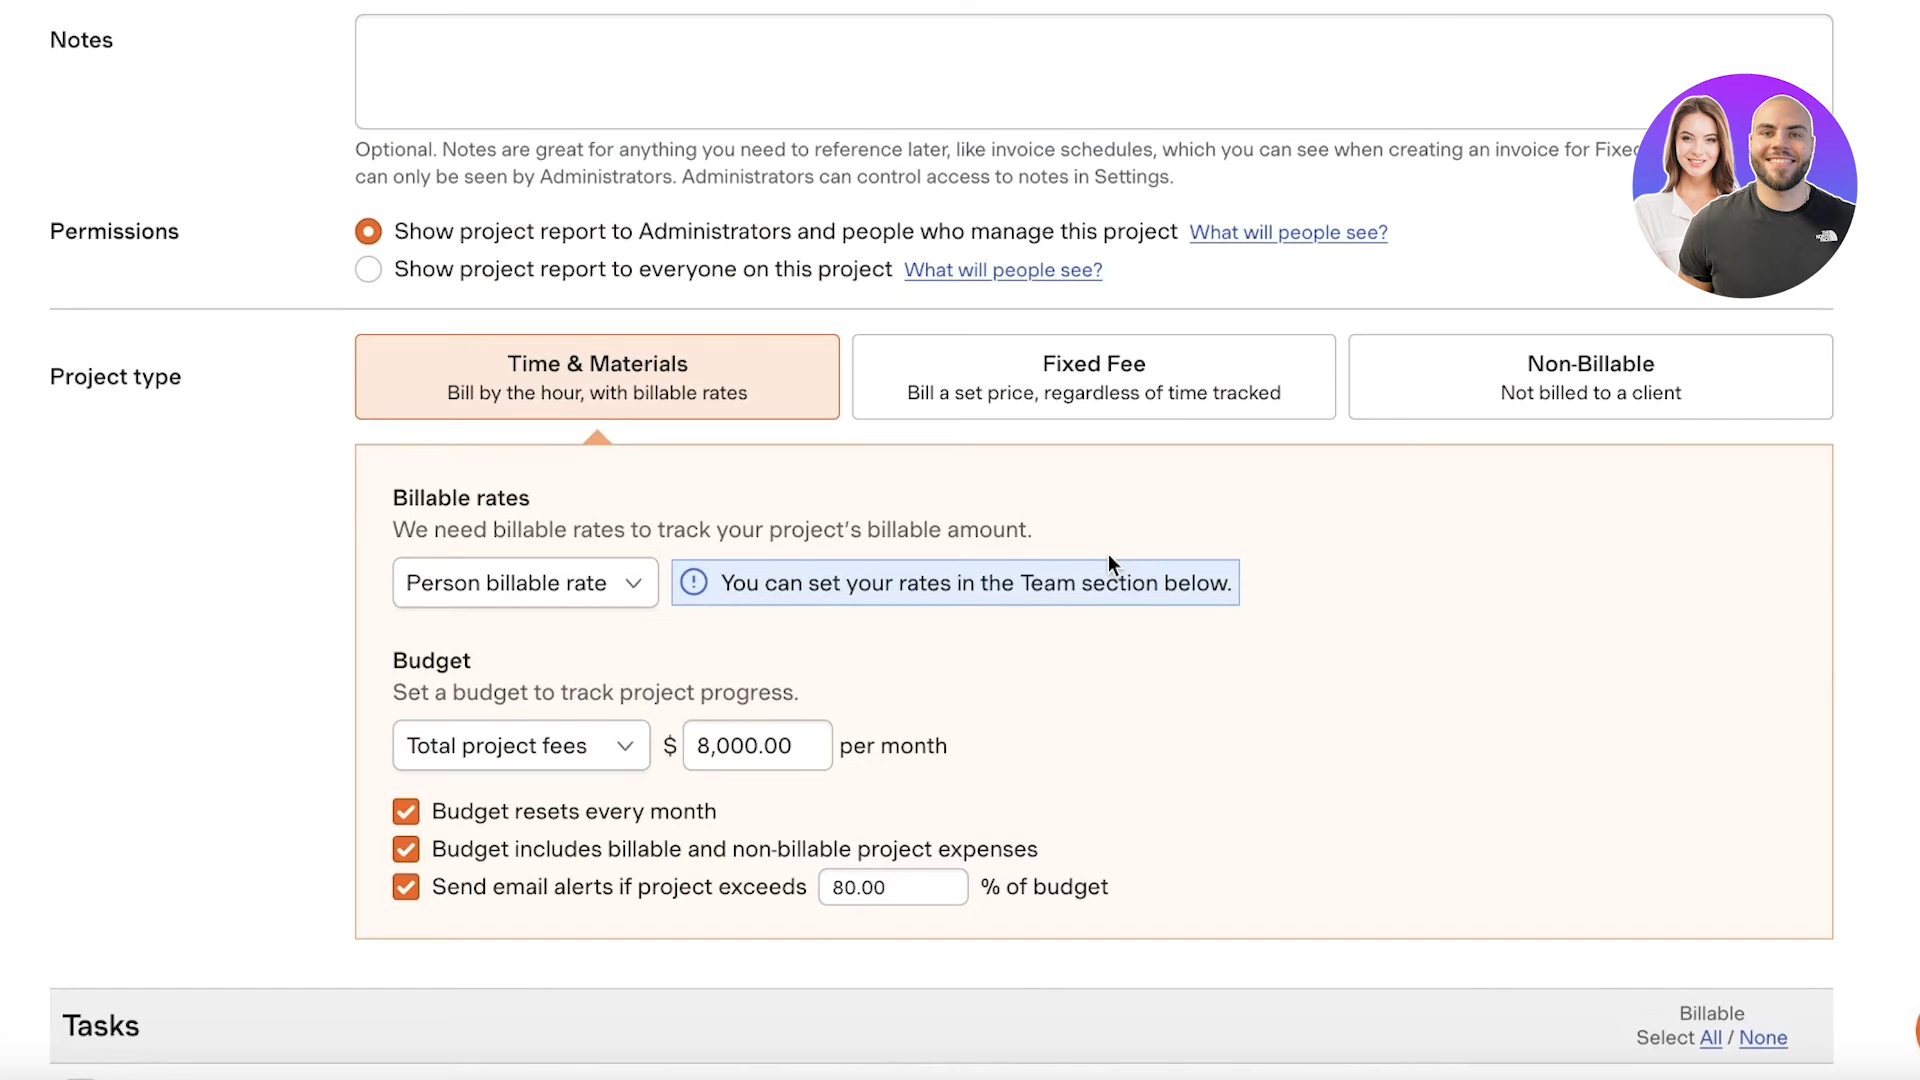 Notes
Optional. Notes are great for anything you need to reference later, like invoice schedules, which you can see when creating an invoice for Fixed
can only be seen by Administrators. Administrators can control access to notes in Settings.
Permissions
Show project report to Administrators and people who manage this project What will people see?
Show project report to everyone on this project What will people see?
Project type
Time & Materials
Bill by the hour, with billable rates
Fixed Fee
Bill a set price, regardless of time tracked
Non-Billable
Not billed to a client
Billable rates
We need billable rates to track your project's billable amount.
Person billable rate
You can set your rates in the Team section below.
Budget
Set a budget to track project progress.
Total project fees $ 8,000.00 per month
Budget resets every month
Budget includes billable and non-billable project expenses
Send email alerts if project exceeds 80.00 % of budget
Tasks
Billable
Select All / None